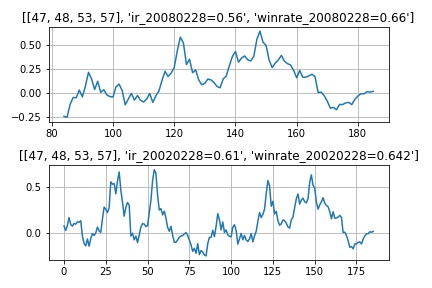 [[47, 48, 53, 57], 'ir_20080228=0.56', 'winrate_20080228=0.66']
0.50
0.25
0.00
−0.25
80 100 120 140 160 180
[[47, 48, 53, 57], 'ir_20020228=0.61', 'winrate_20020228=0.642']
0.5
0.0
0 25 50 75 100 125 150 175